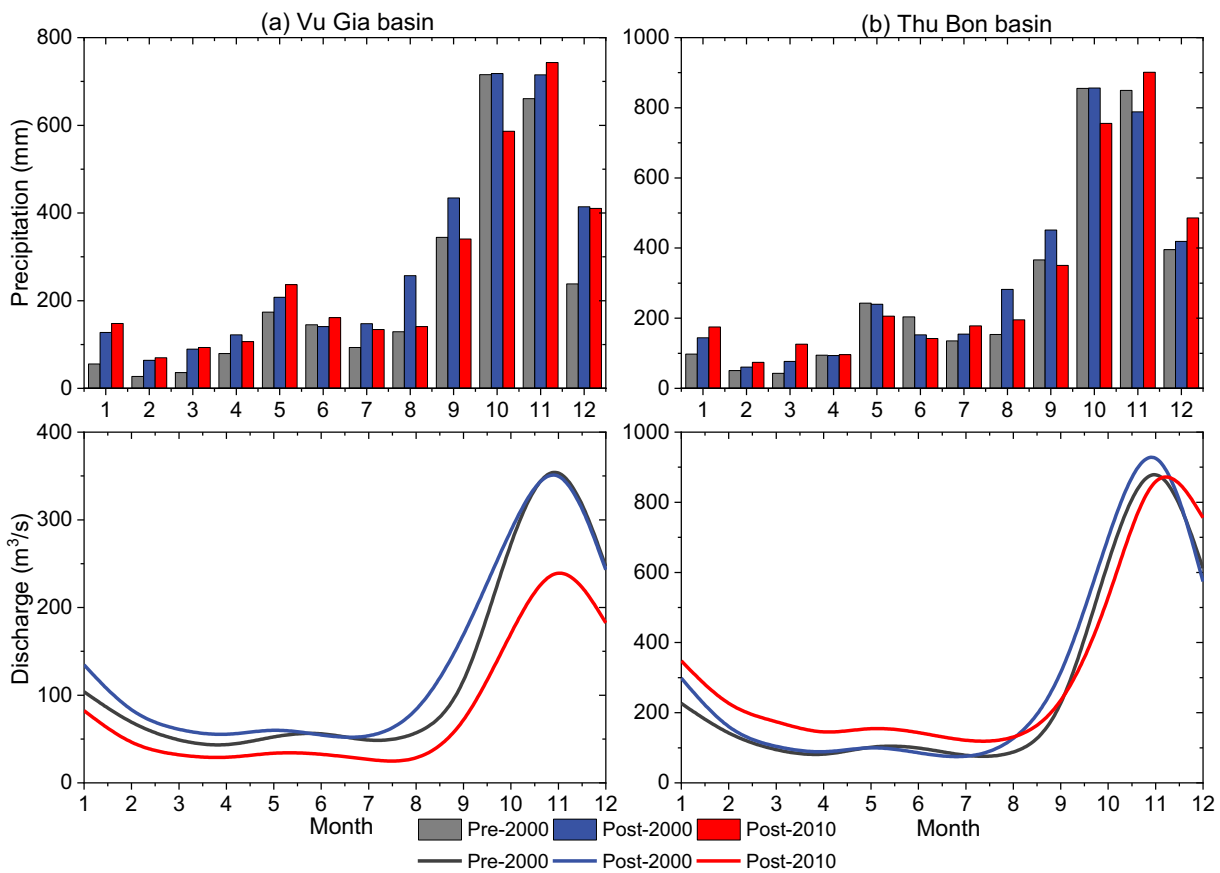 (a) Vu Gia basin
(b) Thu Bon basin
Precipitation (mm)
800
600
400
200
0
1 2 3 4 5 6 7 8 9 10 11 12
1000
800
600
400
200
0
1 2 3 4 5 6 7 8 9 10 11 12
Discharge (m³/s)
400
300
200
100
0
1 2 3 4 5 6 7 8 9 10 11 12
Month
1000
800
600
400
200
0
1 2 3 4 5 6 7 8 9 10 11 12
Month
Pre-2000 Post-2000 Post-2010
Pre-2000 Post-2000 Post-2010